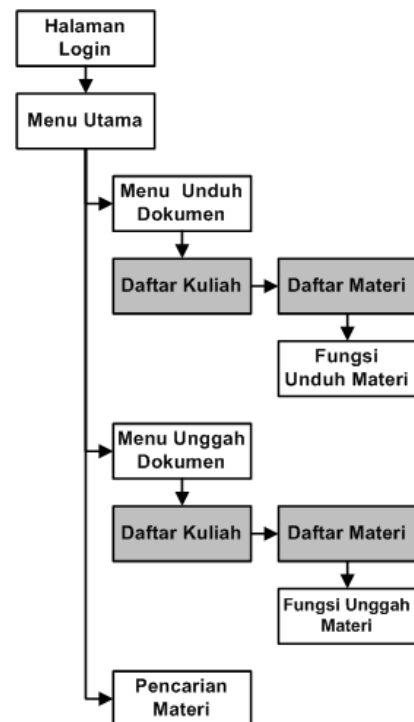 Halaman
Login
Menu Utama
Menu Unduh
Dokumen
Daftar Kuliah
Daftar Materi
Fungsi
Unduh Materi
Menu Unggah
Dokumen
Daftar Kuliah
Daftar Materi
Fungsi Unggah
Materi
Pencarian
Materi